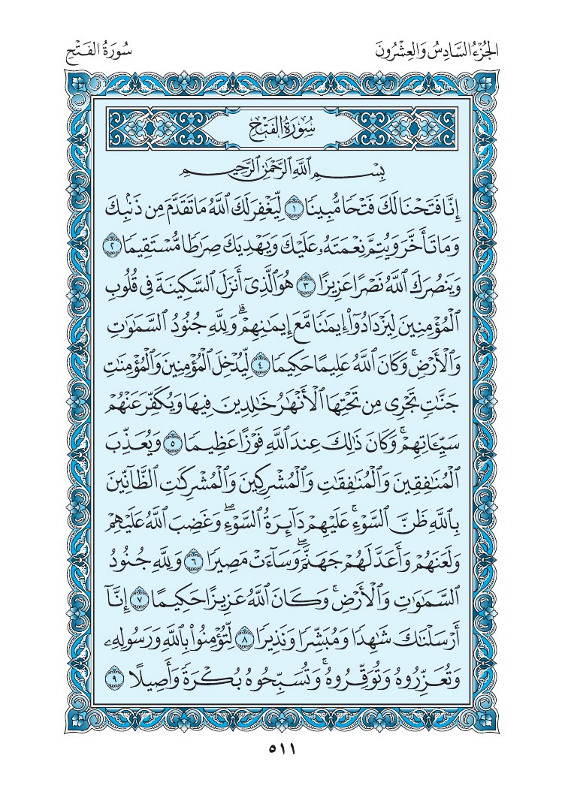 الجُزْءُ السَّادِسُ وَالعِشْرُونَ
سُورَةُ الفَتْحِ
سُورَةُ الفَتْحِ
بِسْمِ اللَّهِ الرَّحْمَٰنِ الرَّحِيمِ
إِنَّا فَتَحْنَا لَكَ فَتْحًا مُّبِينًا ١ لِّيَغْفِرَ لَكَ ٱللَّهُ مَا تَقَدَّمَ مِن ذَنۢبِكَ
وَمَا تَأَخَّرَ وَيُتِمَّ نِعْمَتَهُۥ عَلَيْكَ وَيَهْدِيَكَ صِرَٰطًا مُّسْتَقِيمًا ٢
وَيَنصُرَكَ ٱللَّهُ نَصْرًا عَزِيزًا ٣ هُوَ ٱلَّذِىٓ أَنزَلَ ٱلسَّكِينَةَ فِى قُلُوبِ
ٱلْمُؤْمِنِينَ لِيَزْدَادُوٓا۟ إِيمَٰنًا مَّعَ إِيمَٰنِهِمْ ۗ وَلِلَّهِ جُنُودُ ٱلسَّمَٰوَٰتِ
وَٱلْأَرْضِ ۚ وَكَانَ ٱللَّهُ عَلِيمًا حَكِيمًا ٤ لِّيُدْخِلَ ٱلْمُؤْمِنِينَ وَٱلْمُؤْمِنَٰتِ
جَنَّٰتٍ تَجْرِى مِن تَحْتِهَا ٱلْأَنْهَٰرُ خَٰلِدِينَ فِيهَا وَيُكَفِّرَ عَنْهُمْ
سَيِّـَٔاتِهِمْ ۚ وَكَانَ ذَٰلِكَ عِندَ ٱللَّهِ فَوْزًا عَظِيمًا ٥ وَيُعَذِّبَ
ٱلْمُنَٰفِقِينَ وَٱلْمُنَٰفِقَٰتِ وَٱلْمُشْرِكِينَ وَٱلْمُشْرِكَٰتِ ٱلظَّآنِّينَ
بِٱللَّهِ ظَنَّ ٱلسَّوْءِ ۚ عَلَيْهِمْ دَآئِرَةُ ٱلسَّوْءِ ۖ وَغَضِبَ ٱللَّهُ عَلَيْهِمْ
وَلَعَنَهُمْ وَأَعَدَّ لَهُمْ جَهَنَّمَ ۖ وَسَآءَتْ مَصِيرًا ٦ وَلِلَّهِ جُنُودُ
ٱلسَّمَٰوَٰتِ وَٱلْأَرْضِ ۚ وَكَانَ ٱللَّهُ عَزِيزًا حَكِيمًا ٧ إِنَّآ
أَرْسَلْنَٰكَ شَٰهِدًا وَمُبَشِّرًا وَنَذِيرًا ٨ لِّتُؤْمِنُوا۟ بِٱللَّهِ وَرَسُولِهِۦ
وَتُعَزِّرُوهُ وَتُوَقِّرُوهُ ۚ وَتُسَبِّحُوهُ بُكْرَةً وَأَصِيلًا ٩
٥١١